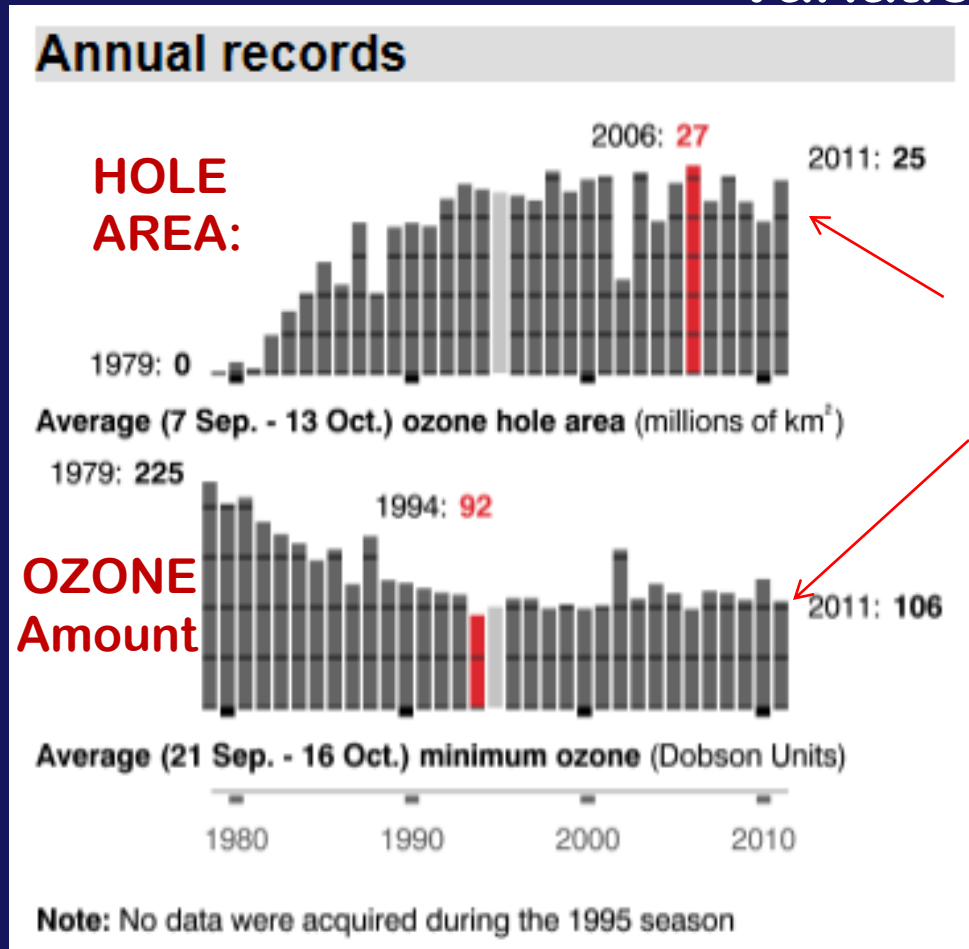 Annual records
2006: 27
2011: 25
HOLE
AREA:
1979: 0
Average (7 Sep. - 13 Oct.) ozone hole area (millions of km²)
1979: 225
1994: 92
OZONE
Amount
2011: 106
Average (21 Sep. - 16 Oct.) minimum ozone (Dobson Units)
1980 1990 2000 2010
Note: No data were acquired during the 1995 season